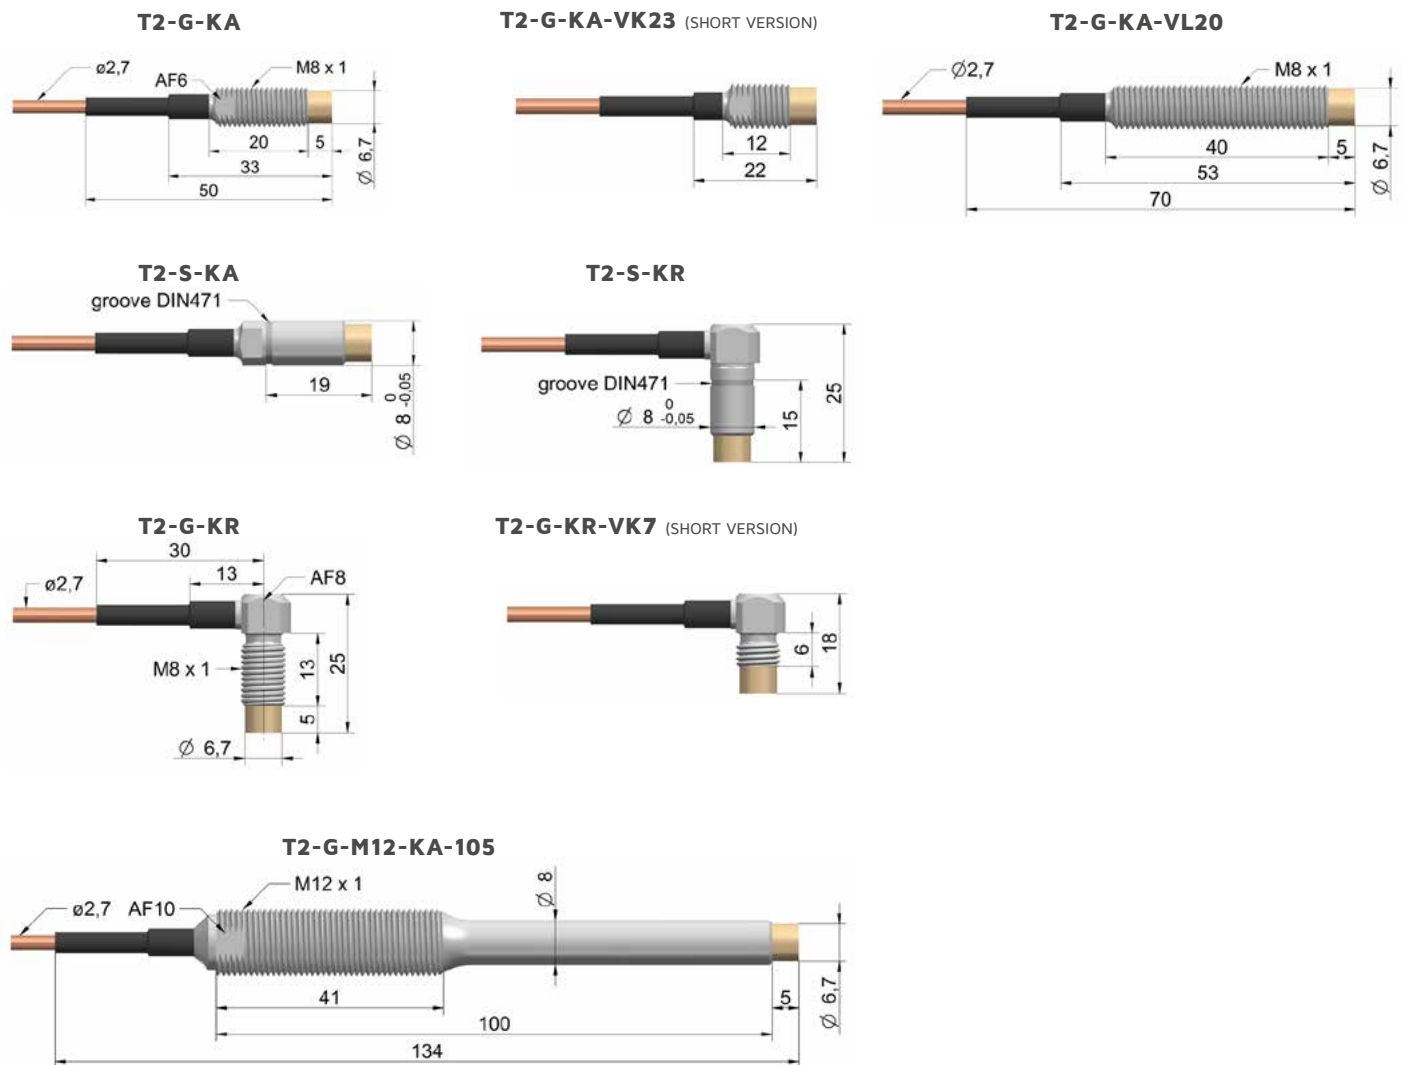 T2-G-KA
ø2,7
AF6
M8 x 1
20
5
33
50
Ø 6,7
T2-G-KA-VK23 (SHORT VERSION)
12
22
T2-G-KA-VL20
Ø2,7
M8 x 1
40
5
53
70
Ø 6,7
T2-S-KA
groove DIN471
19
Ø 8 0 -0,05
T2-S-KR
groove DIN471
Ø 8 0 -0,05
15
25
T2-G-KR
30
13
ø2,7
AF8
M8 x 1
13
25
5
Ø 6,7
T2-G-KR-VK7 (SHORT VERSION)
6
18
T2-G-M12-KA-105
M12 x 1
ø2,7
AF10
Ø 8
41
5
100
134
Ø 6,7